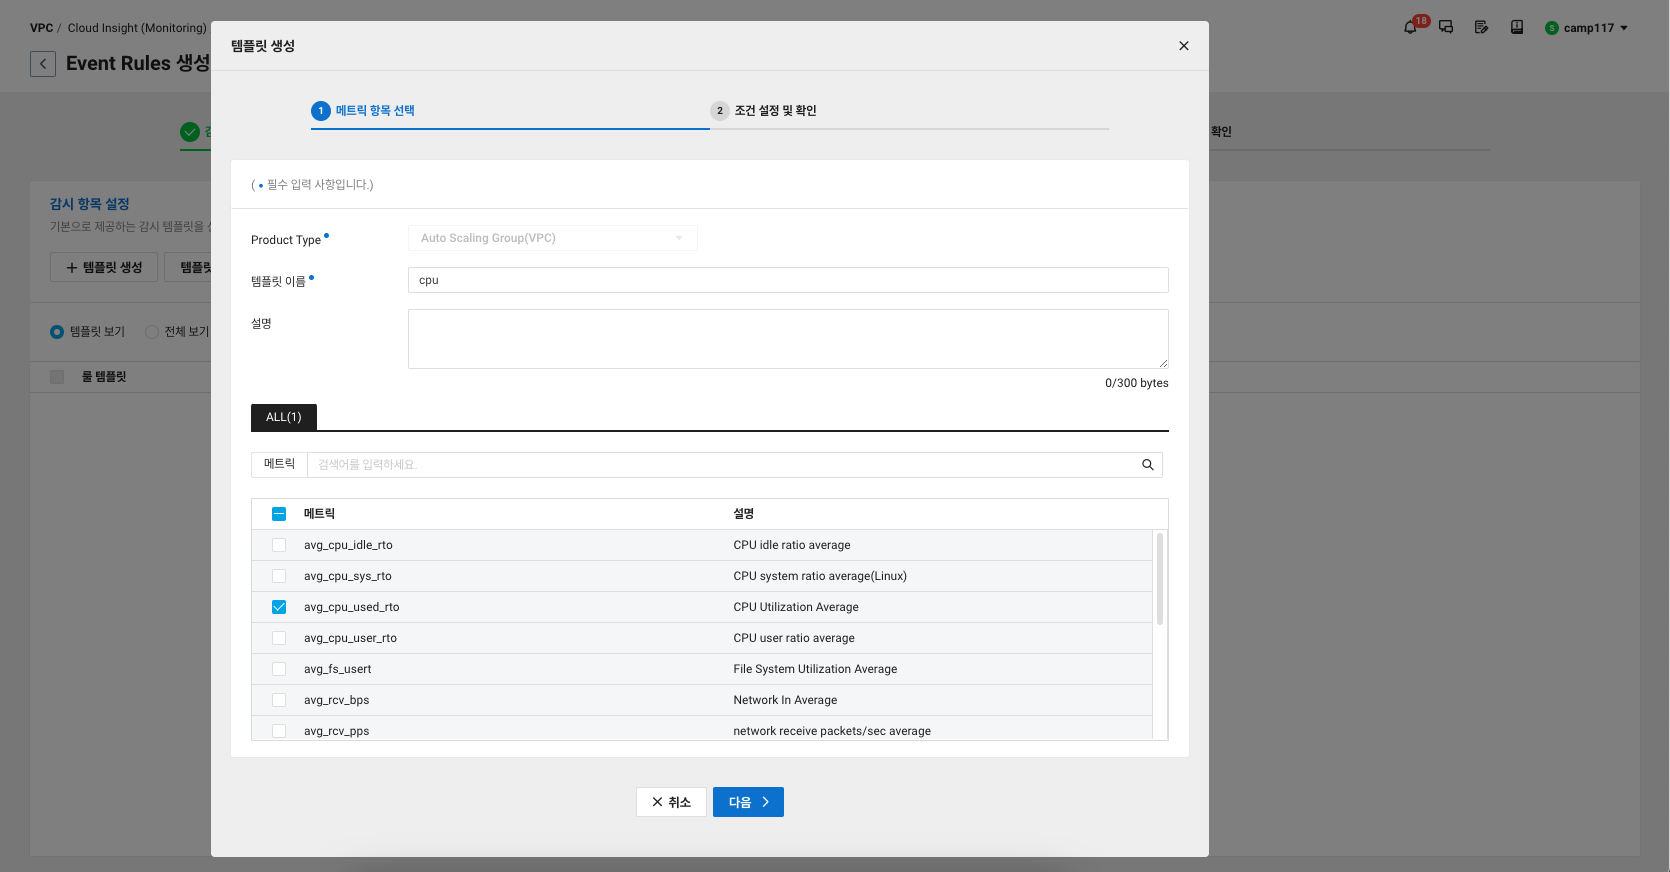 VPC / Cloud Insight (Monitoring)
18
S camp117
Event Rules 생성
템플릿 생성
1 메트릭 항목 선택
2 조건 설정 및 확인
확인
감시 항목 설정
기본으로 제공하는 감시 템플릿을
+ 템플릿 생성
템플릿
템플릿 보기
전체 보기
룰 템플릿
( • 필수 입력 사항입니다.)
Product Type
Auto Scaling Group(VPC)
템플릿 이름
cpu
설명
0/300 bytes
ALL(1)
메트릭
검색어를 입력하세요.
메트릭 설명
avg_cpu_idle_rto CPU idle ratio average
avg_cpu_sys_rto CPU system ratio average(Linux)
avg_cpu_used_rto CPU Utilization Average
avg_cpu_user_rto CPU user ratio average
avg_fs_usert File System Utilization Average
avg_rcv_bps Network In Average
avg_rcv_pps network receive packets/sec average
취소
다음